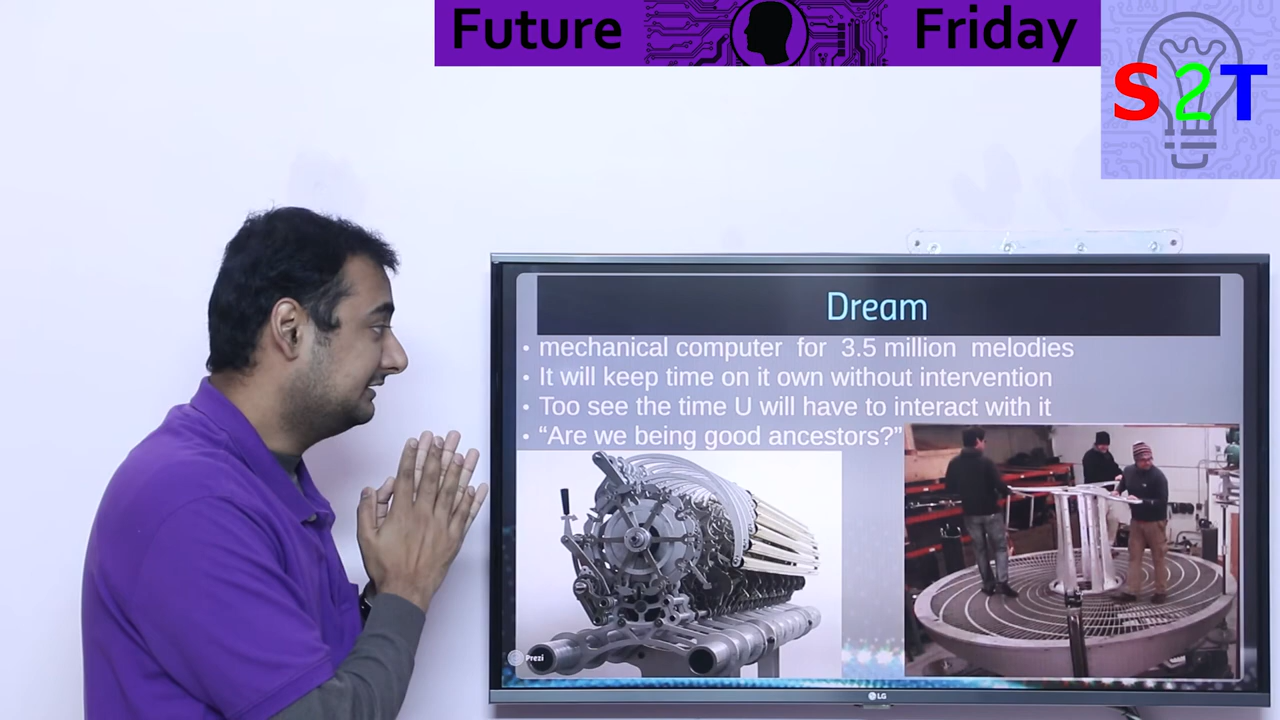 Future Friday
S2T
Dream
• mechanical computer for 3.5 million melodies
• It will keep time on it own without intervention
• Too see the time U will have to interact with it
• “Are we being good ancestors?”
Prezi
LG